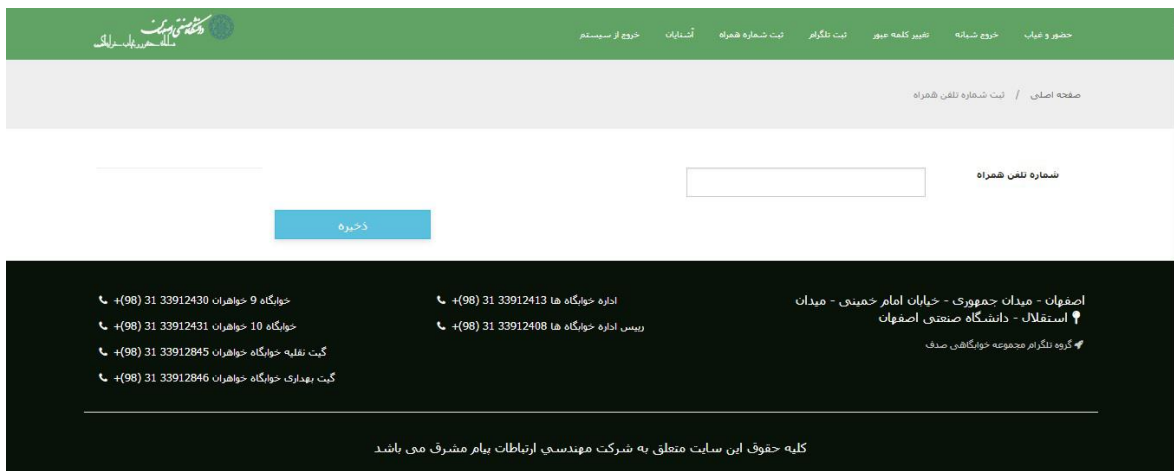 حضور و غیاب
خروج شبانه
تغییر کلمه عبور
ثبت تلگرام
ثبت شماره همراه
آشنایان
خروج از سیستم
دانشگاه صنعتی اصفهان
صفحه اصلی / ثبت شماره تلفن همراه
شماره تلفن همراه
ذخیره
اصفهان - میدان جمهوری - خیابان امام خمینی - میدان
استقلال - دانشگاه صنعتی اصفهان
گروه تلگرام مجموعه خوابگاهی صدف
اداره خوابگاه ها 33912413 31 (98)+
رییس اداره خوابگاه ها 33912408 31 (98)+
خوابگاه 9 خواهران 33912430 31 (98)+
خوابگاه 10 خواهران 33912431 31 (98)+
گیت نقلیه خوابگاه خواهران 33912845 31 (98)+
گیت بهداری خوابگاه خواهران 33912846 31 (98)+
کلیه حقوق این سایت متعلق به شرکت مهندسي ارتباطات پیام مشرق می باشد